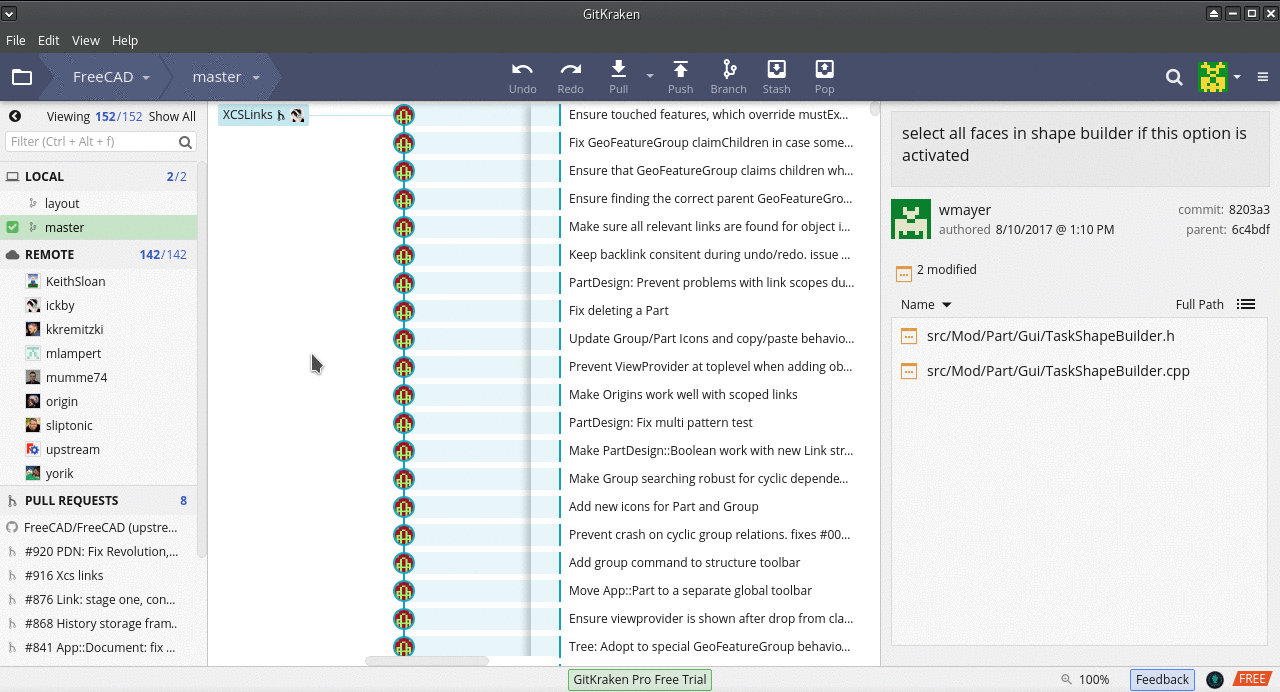 GitKraken
File Edit View Help
FreeCAD master
Undo Redo Pull Push Branch Stash Pop
Viewing 152/152 Show All
Filter (Ctrl + Alt + f)
LOCAL 2/2
layout
master
REMOTE 142/142
KeithSloan
ickby
kkremitzki
mlampert
mumme74
origin
sliptonic
upstream
yorik
PULL REQUESTS 8
FreeCAD/FreeCAD (upstre...
#920 PDN: Fix Revolution,...
#916 Xcs links
#876 Link: stage one, con...
#868 History storage fram..
#841 App::Document: fix ...
XCSLinks
Ensure touched features, which override mustEx...
Fix GeoFeatureGroup claimChildren in case some...
Ensure that GeoFeatureGroup claims children wh...
Ensure finding the correct parent GeoFeatureGro...
Make sure all relevant links are found for object i...
Keep backlink consitent during undo/redo. issue ...
PartDesign: Prevent problems with link scopes du...
Fix deleting a Part
Update Group/Part Icons and copy/paste behavio...
Prevent ViewProvider at toplevel when adding ob...
Make Origins work well with scoped links
PartDesign: Fix multi pattern test
Make PartDesign::Boolean work with new Link str...
Make Group searching robust for cyclic depende...
Add new icons for Part and Group
Prevent crash on cyclic group relations. fixes #00...
Add group command to structure toolbar
Move App::Part to a separate global toolbar
Ensure viewprovider is shown after drop from cla...
Tree: Adopt to special GeoFeatureGroup behavio...
select all faces in shape builder if this option is
activated
wmayer commit: 8203a3
authored 8/10/2017 @ 1:10 PM parent: 6c4bdf
2 modified
Name Full Path
src/Mod/Part/Gui/TaskShapeBuilder.h
src/Mod/Part/Gui/TaskShapeBuilder.cpp
GitKraken Pro Free Trial 100% Feedback FREE